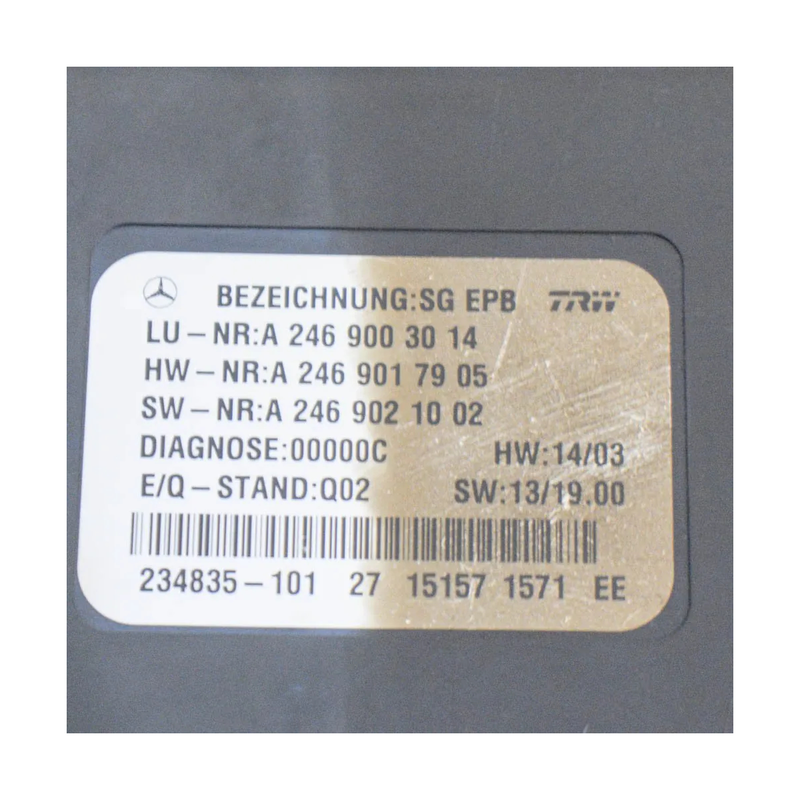 BEZEICHNUNG:SG EPB TRW
LU-NR:A 246 900 30 14
HW-NR:A 246 901 79 05
SW-NR:A 246 902 10 02
DIAGNOSE:00000C HW:14/03
E/Q-STAND:Q02 SW:13/19.00
234835-101 27 15157 1571 EE